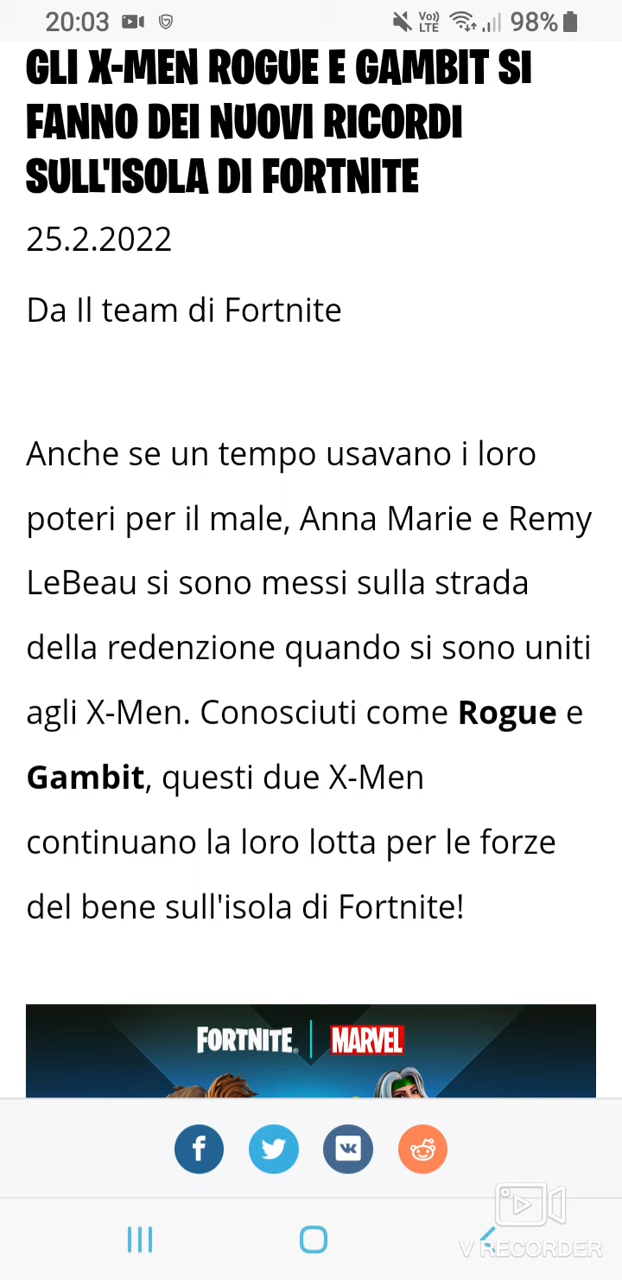 20:03 Vo)) LTE 98%
GLI X-MEN ROGUE E GAMBIT SI
FANNO DEI NUOVI RICORDI
SULL'ISOLA DI FORTNITE
25.2.2022
Da Il team di Fortnite
Anche se un tempo usavano i loro
poteri per il male, Anna Marie e Remy
LeBeau si sono messi sulla strada
della redenzione quando si sono uniti
agli X-Men. Conosciuti come Rogue e
Gambit, questi due X-Men
continuano la loro lotta per le forze
del bene sull'isola di Fortnite!
FORTNITE | MARVEL
V RECORDER